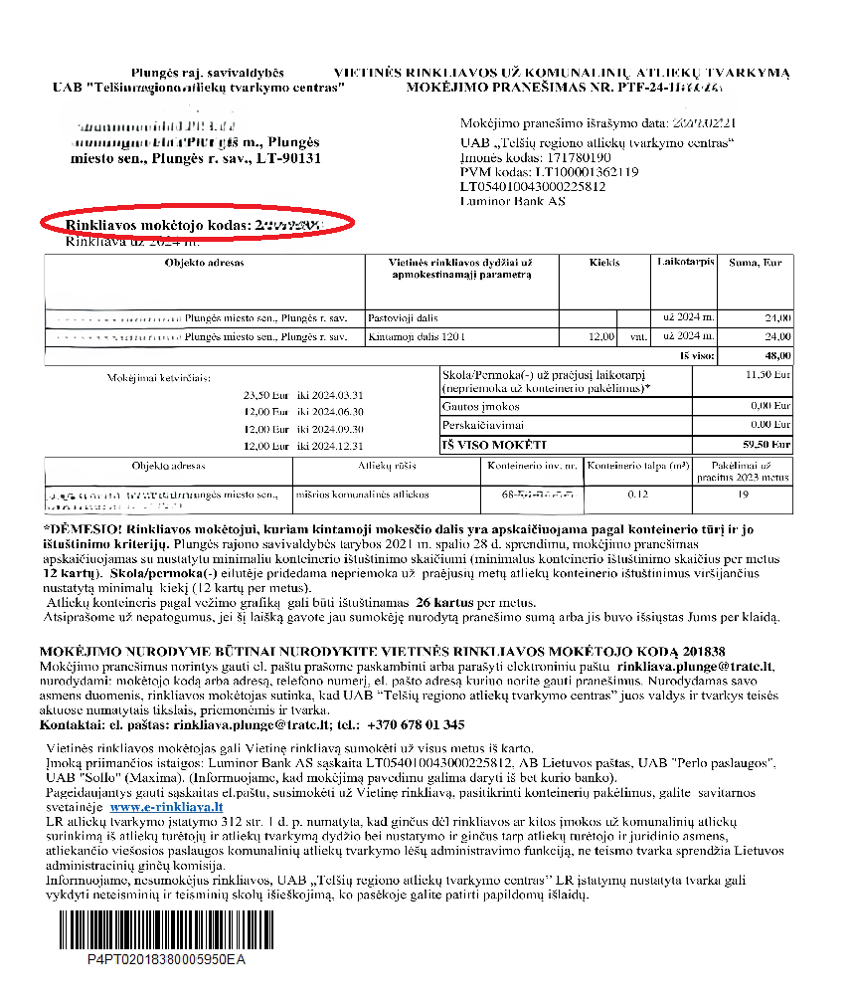 Plungės raj. savivaldybės
UAB "Telšių regiono atliekų tvarkymo centras"
VIETINĖS RINKLIAVOS UŽ KOMUNALINIŲ ATLIEKŲ TVARKYMĄ
MOKĖJIMO PRANEŠIMAS NR. PTF-24-1
m., Plungės
miesto sen., Plungės r. sav., LT-90131
Mokėjimo pranešimo išrašymo data:
UAB „Telšių regiono atliekų tvarkymo centras“
Įmonės kodas: 171780190
PVM kodas: LT100001362119
LT054010043000225812
Luminor Bank AS
Rinkliavos mokėtojo kodas: 2
Rinkliava už 2024 m.
Objekto adresas Vietinės rinkliavos dydžiai už apmokestinamąjį parametrą Kiekis Laikotarpis Suma, Eur
Plungės miesto sen., Plungės r. sav. Pastovioji dalis už 2024 m. 24,00
Plungės miesto sen., Plungės r. sav. Kintamoji dalis 120 l 12,00 vnt. už 2024 m. 24,00
Iš viso: 48,00
Mokėjimai ketvirčiais:
23,50 Eur iki 2024.03.31
12,00 Eur iki 2024.06.30
12,00 Eur iki 2024.09.30
12,00 Eur iki 2024.12.31
Skola/Permoka(-) už praėjusį laikotarpį
(nepriemoka už konteinerio pakėlimus)* 11,50 Eur
Gautos įmokos 0,00 Eur
Perskaičiavimai 0,00 Eur
IŠ VISO MOKĖTI 59,50 Eur
Objekto adresas Atliekų rūšis Konteinerio inv. nr. Konteinerio talpa (m³) Pakėlimai už praeitus 2023 metus
miesto sen., mišrios komunalinės atliekos 68- 0.12 19
*DĖMESIO! Rinkliavos mokėtojui, kuriam kintamoji mokesčio dalis yra apskaičiuojama pagal konteinerio tūrį ir jo
ištuštinimo kriterijų. Plungės rajono savivaldybės tarybos 2021 m. spalio 28 d. sprendimu, mokėjimo pranešimas
apskaičiuojamas su nustatytu minimaliu konteinerio ištuštinimo skaičiumi (minimalus konteinerio ištuštinimo skaičius per metus
12 kartų). Skola/permoka(-) eilutėje pridedama nepriemoka už praėjusių metų atliekų konteinerio ištuštinimus viršijančius
nustatytą minimalų kiekį (12 kartų per metus).
Atliekų konteineris pagal vežimo grafiką gali būti ištuštinamas 26 kartus per metus.
Atsiprašome už nepatogumus, jei šį laišką gavote jau sumokėję nurodytą pranešimo sumą arba jis buvo išsiųstas Jums per klaidą.
MOKĖJIMO NURODYME BŪTINAI NURODYKITE VIETINĖS RINKLIAVOS MOKĖTOJO KODĄ 201838
Mokėjimo pranešimus norintys gauti el. paštu prašome paskambinti arba parašyti elektroniniu paštu rinkliava.plunge@tratc.lt,
nurodydami: mokėtojo kodą arba adresą, telefono numerį, el. pašto adresą kuriuo norite gauti pranešimus. Nurodydamas savo
asmens duomenis, rinkliavos mokėtojas sutinka, kad UAB “Telšių regiono atliekų tvarkymo centras” juos valdys ir tvarkys teisės
aktuose numatytais tikslais, priemonėmis ir tvarka.
Kontaktai: el. paštas: rinkliava.plunge@tratc.lt; tel.: +370 678 01 345
Vietinės rinkliavos mokėtojas gali Vietinę rinkliavą sumokėti už visus metus iš karto.
Įmoką priimančios istaigos: Luminor Bank AS sąskaita LT054010043000225812, AB Lietuvos paštas, UAB "Perlo paslaugos",
UAB "Sollo" (Maxima). (Informuojame, kad mokėjimą pavedimu galima daryti iš bet kurio banko).
Pageidaujantys gauti sąskaitas el.paštu, susimokėti už Vietinę rinkliavą, pasitikrinti konteinerių pakėlimus, galite savitarnos
svetainėje www.e-rinkliava.lt
LR atliekų tvarkymo įstatymo 312 str. 1 d. p. numatyta, kad ginčus dėl rinkliavos ar kitos įmokos už komunalinių atliekų
surinkimą iš atliekų turėtojų ir atliekų tvarkymą dydžio bei nustatymo ir ginčus tarp atliekų turėtojo ir juridinio asmens,
atliekančio viešosios paslaugos komunalinių atliekų tvarkymo lėšų administravimo funkciją, ne teismo tvarka sprendžia Lietuvos
administracinių ginčų komisija.
Informuojame, nesumokėjus rinkliavos, UAB „Telšių regiono atliekų tvarkymo centras” LR įstatymų nustatyta tvarka gali
vykdyti neteisminių ir teisminių skolų išieškojimą, ko pasėkoje galite patirti papildomų išlaidų.
P4PT02018380005950EA